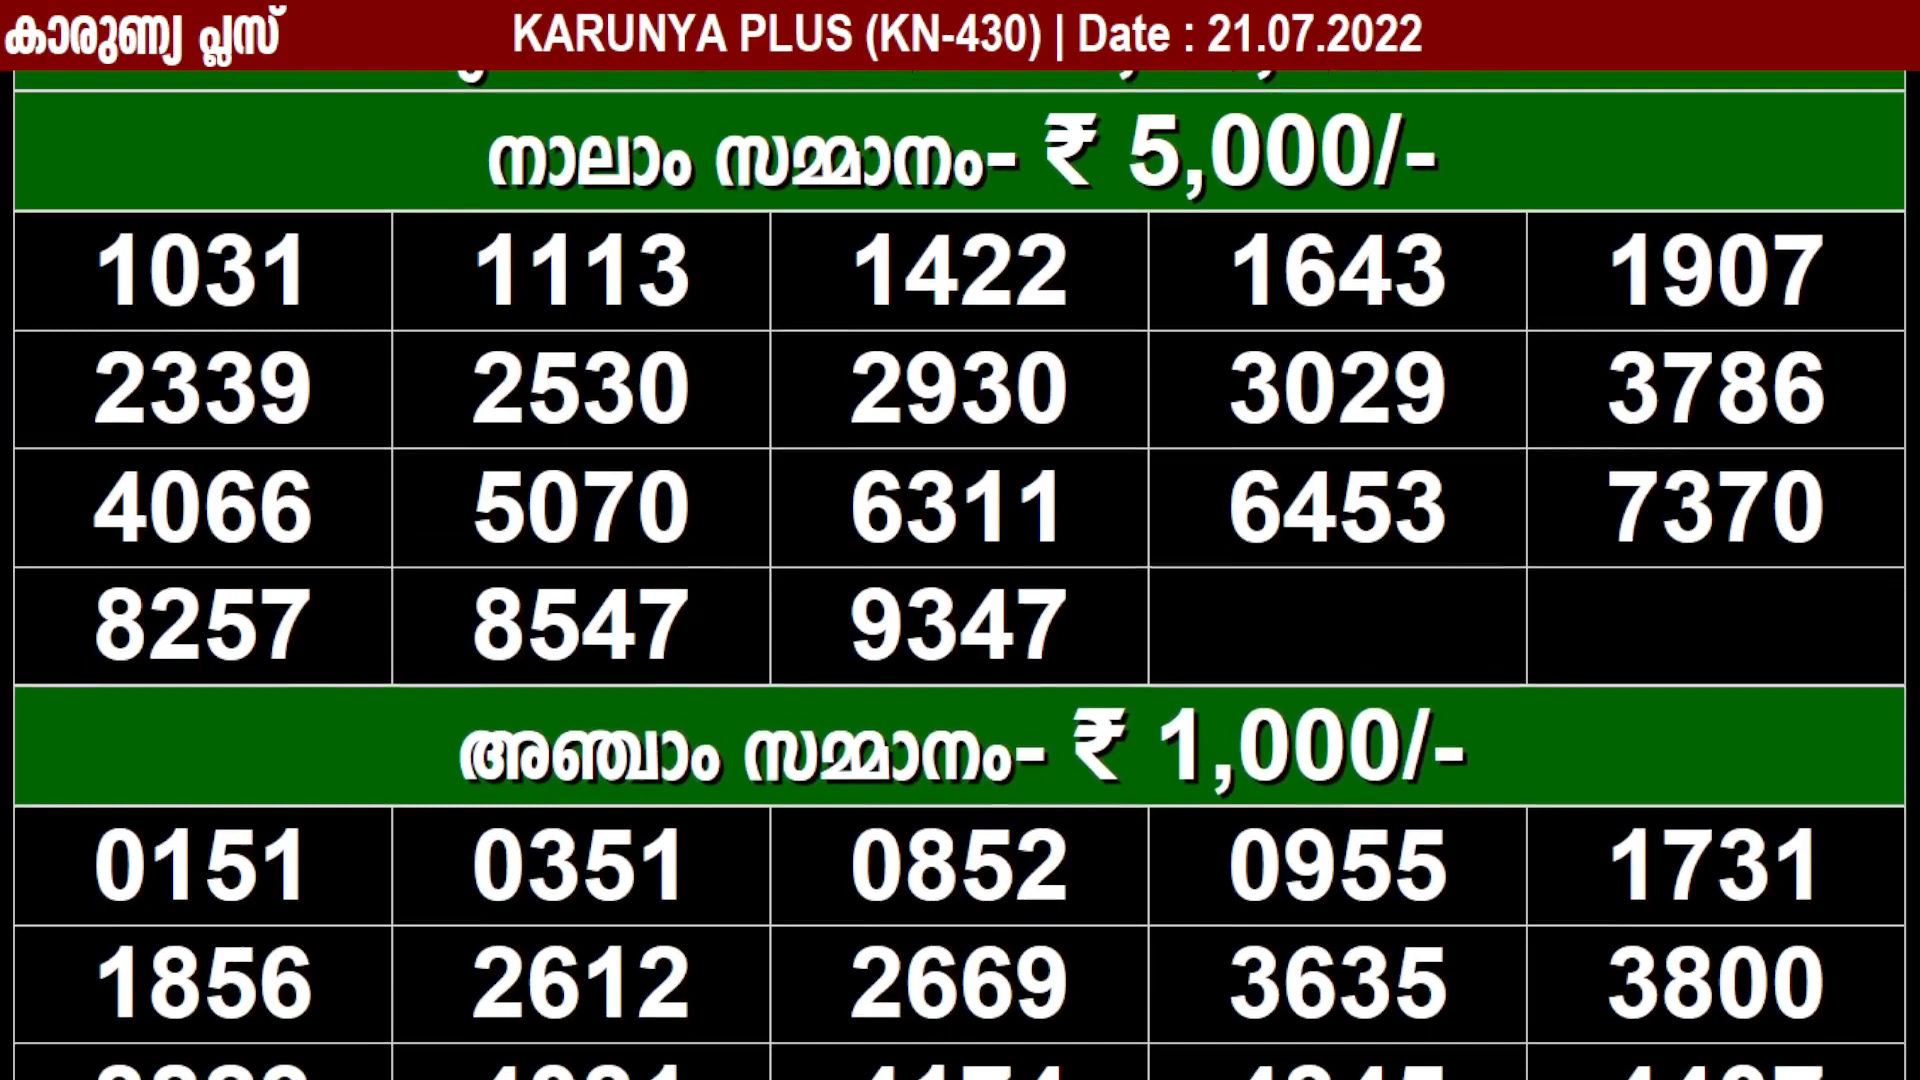 കാരുണ്യ പ്ലസ് KARUNYA PLUS (KN-430) | Date : 21.07.2022
നാലാം സമ്മാനം- ₹ 5,000/-
1031 1113 1422 1643 1907
2339 2530 2930 3029 3786
4066 5070 6311 6453 7370
8257 8547 9347
അഞ്ചാം സമ്മാനം- ₹ 1,000/-
0151 0351 0852 0955 1731
1856 2612 2669 3635 3800